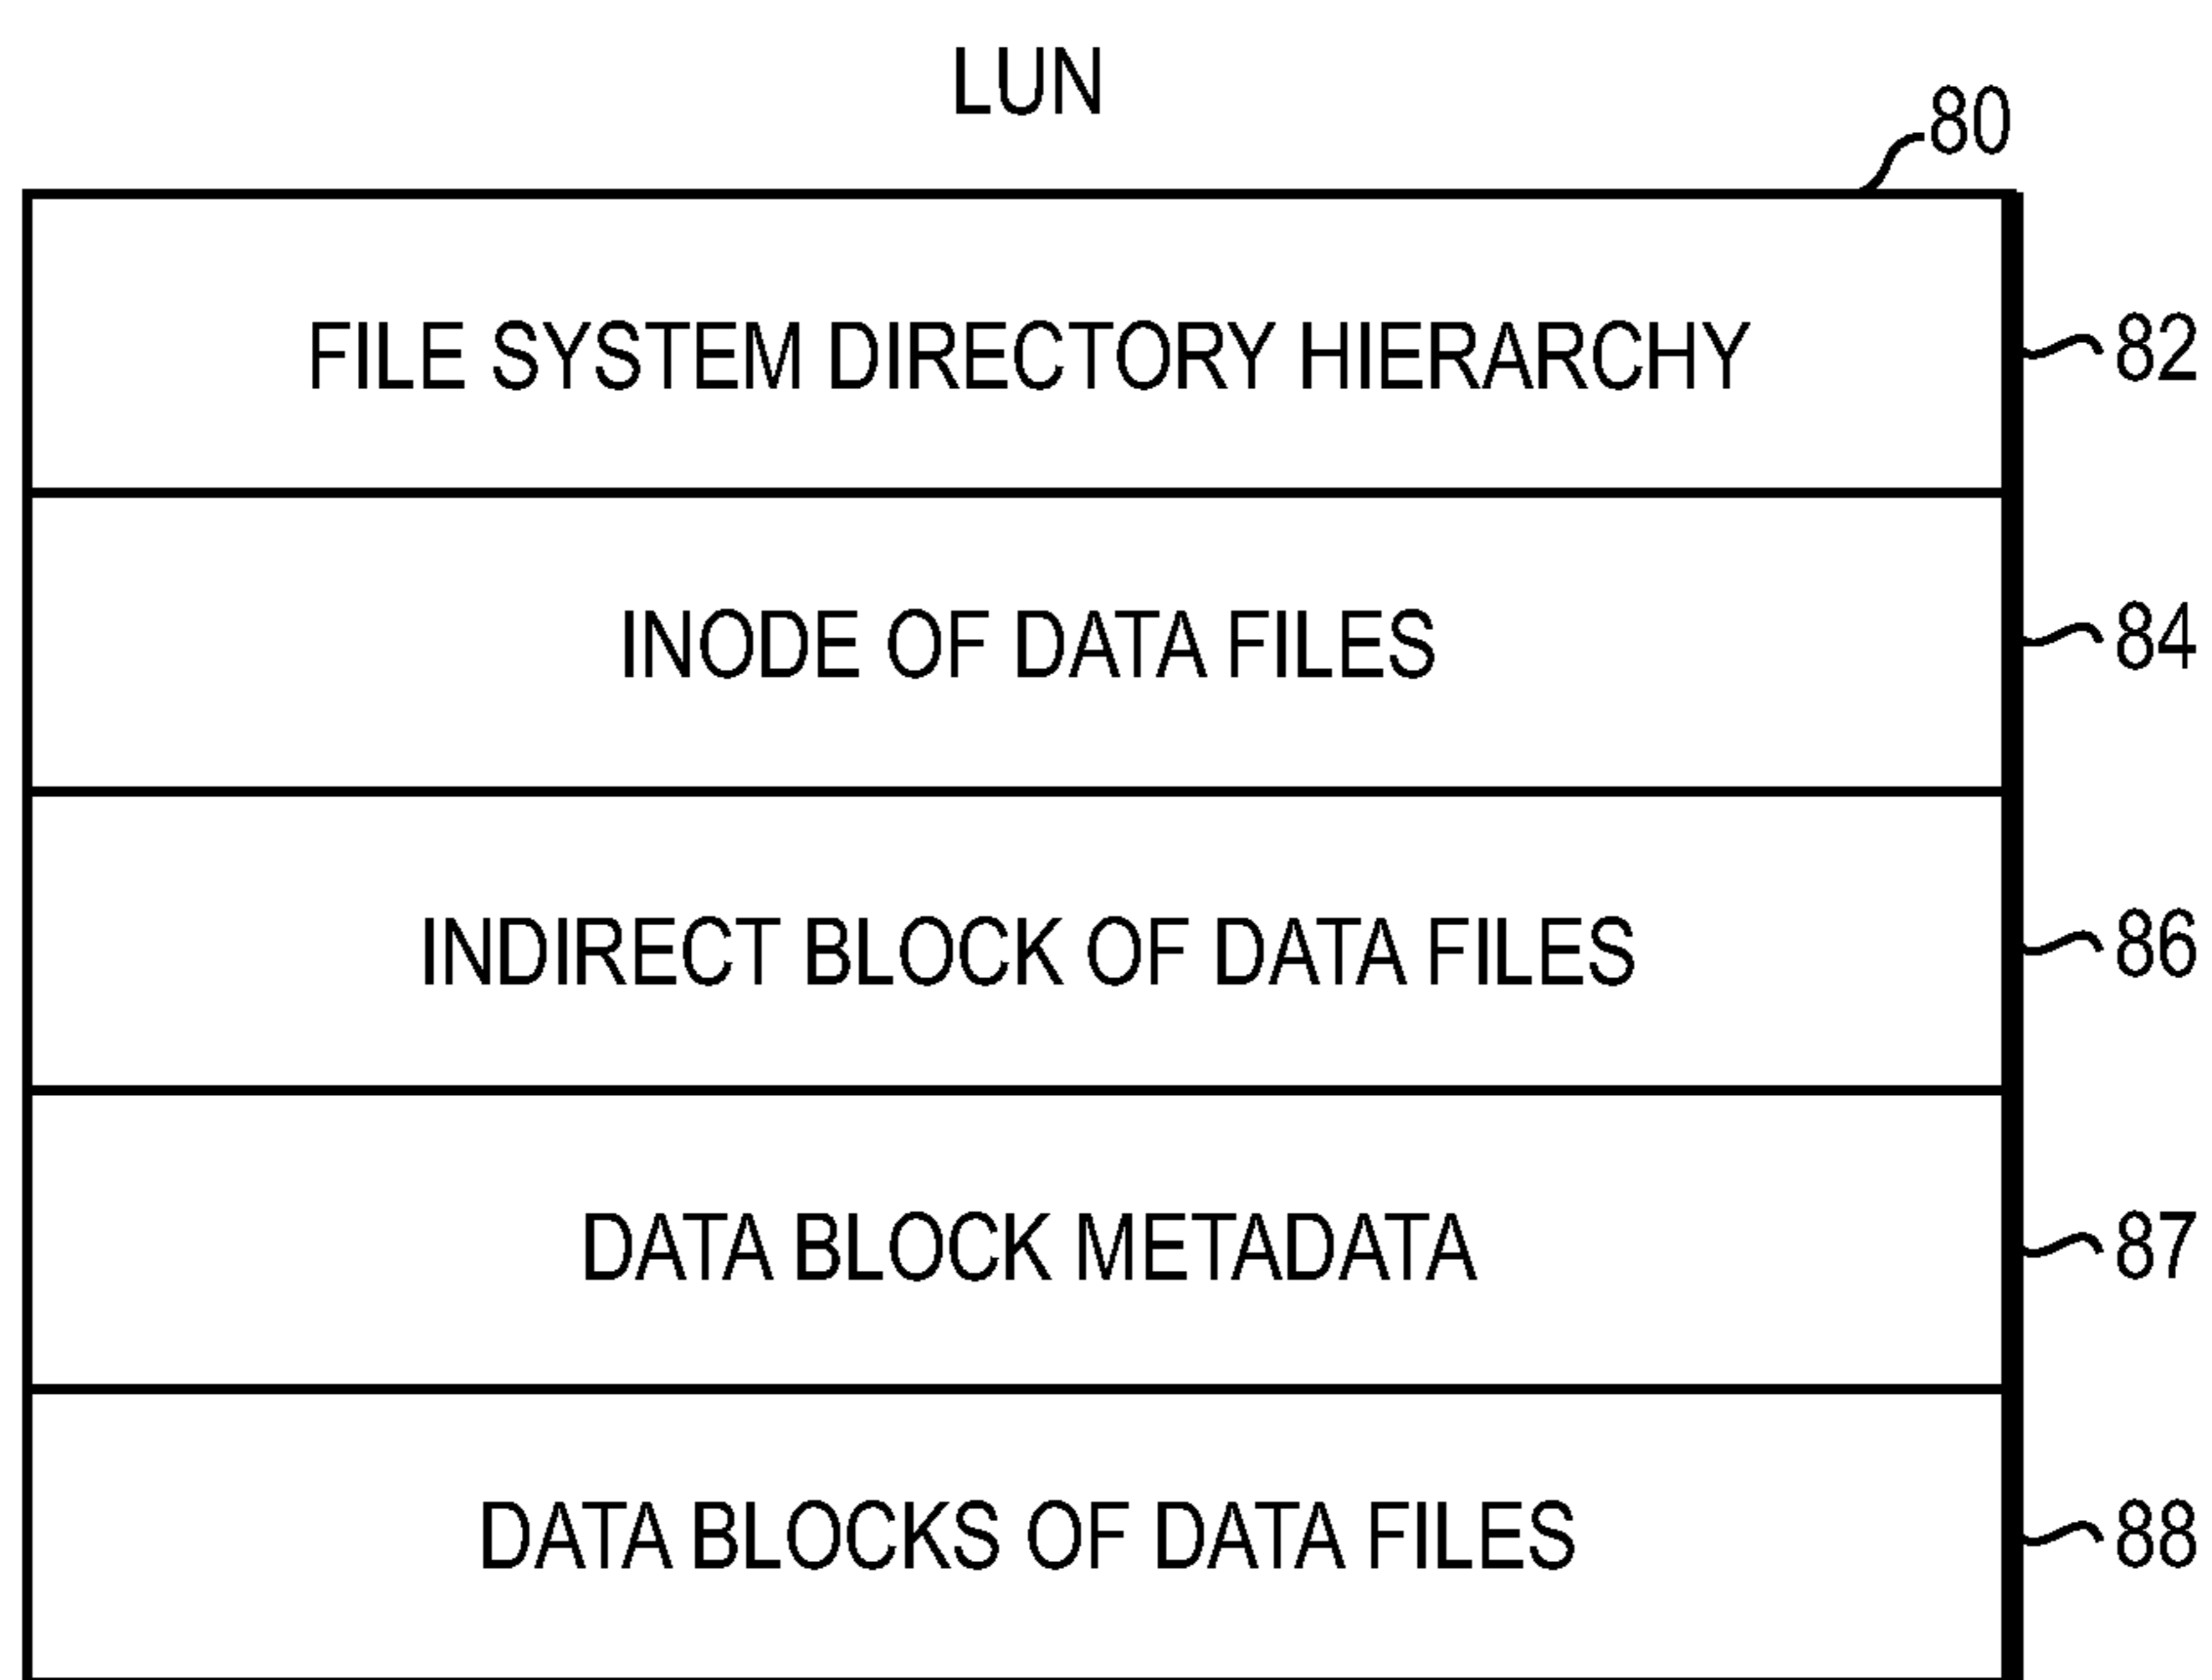 LUN
80
FILE SYSTEM DIRECTORY HIERARCHY
82
INODE OF DATA FILES
84
INDIRECT BLOCK OF DATA FILES
86
DATA BLOCK METADATA
87
DATA BLOCKS OF DATA FILES
88